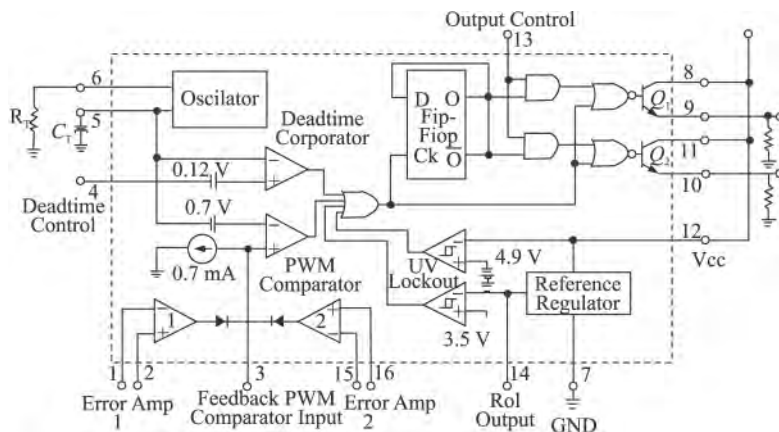 Output Control
13
6
Oscilator
R_T
5
C_T
Deadtime
Corporator
D O
Fip-
Fiop
Ck O̅
8
Q_1
9
11
Q_2
10
0.12 V
4
Deadtime
Control
0.7 V
0.7 mA
PWM
Comparator
UV
Lockout
4.9 V
12
Vcc
Reference
Regulator
3.5 V
1
2
1 2
3
15 16
14
7
Error Amp
1
Feedback PWM
Comparator Input
Error Amp
2
Rol
Output
GND